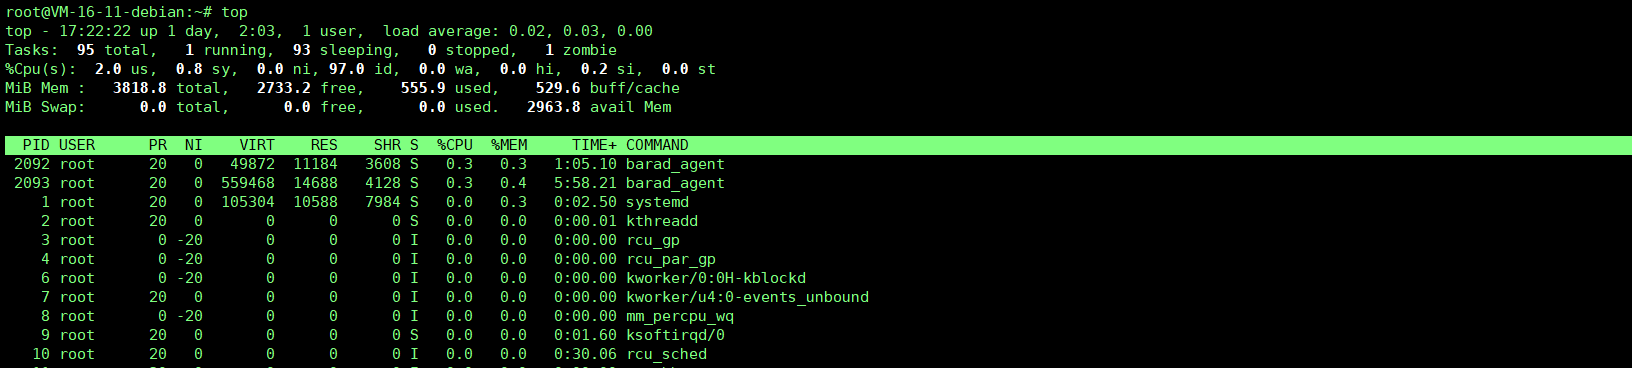 root@VM-16-11-debian:~# top
top - 17:22:22 up 1 day,  2:03,  1 user,  load average: 0.02, 0.03, 0.00
Tasks:  95 total,   1 running,  93 sleeping,   0 stopped,   1 zombie
%Cpu(s):  2.0 us,  0.8 sy,  0.0 ni, 97.0 id,  0.0 wa,  0.0 hi,  0.2 si,  0.0 st
MiB Mem :   3818.8 total,   2733.2 free,    555.9 used,    529.6 buff/cache
MiB Swap:      0.0 total,      0.0 free,      0.0 used.   2963.8 avail Mem
  PID USER      PR  NI    VIRT    RES    SHR S  %CPU  %MEM     TIME+ COMMAND
 2092 root      20   0   49872  11184   3608 S   0.3   0.3   1:05.10 barad_agent
 2093 root      20   0  559468  14688   4128 S   0.3   0.4   5:58.21 barad_agent
    1 root      20   0  105304  10588   7984 S   0.0   0.3   0:02.50 systemd
    2 root      20   0       0      0      0 S   0.0   0.0   0:00.01 kthreadd
    3 root       0 -20       0      0      0 I   0.0   0.0   0:00.00 rcu_gp
    4 root       0 -20       0      0      0 I   0.0   0.0   0:00.00 rcu_par_gp
    6 root       0 -20       0      0      0 I   0.0   0.0   0:00.00 kworker/0:0H-kblockd
    7 root      20   0       0      0      0 I   0.0   0.0   0:00.00 kworker/u4:0-events_unbound
    8 root       0 -20       0      0      0 I   0.0   0.0   0:00.00 mm_percpu_wq
    9 root      20   0       0      0      0 S   0.0   0.0   0:01.60 ksoftirqd/0
   10 root      20   0       0      0      0 I   0.0   0.0   0:30.06 rcu_sched